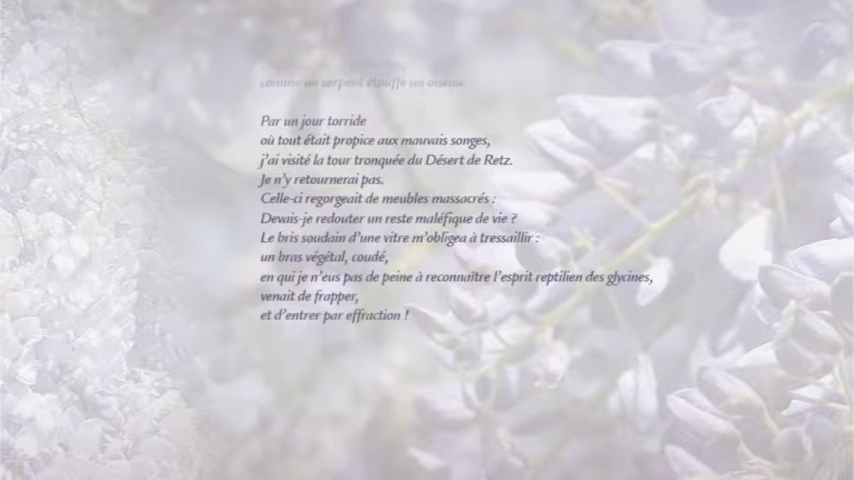 comme un serpent étouffe un oiseau.
Par un jour torride
où tout était propice aux mauvais songes,
j'ai visité la tour tronquée du Désert de Retz.
Je n'y retournerai pas.
Celle-ci regorgeait de meubles massacrés :
Devais-je redouter un reste maléfique de vie ?
Le bris soudain d'une vitre m'obligea à tressaillir :
un bras végétal, coudé,
en qui je n'eus pas de peine à reconnaître l'esprit reptilien des glycines,
venait de frapper,
et d'entrer par effraction !